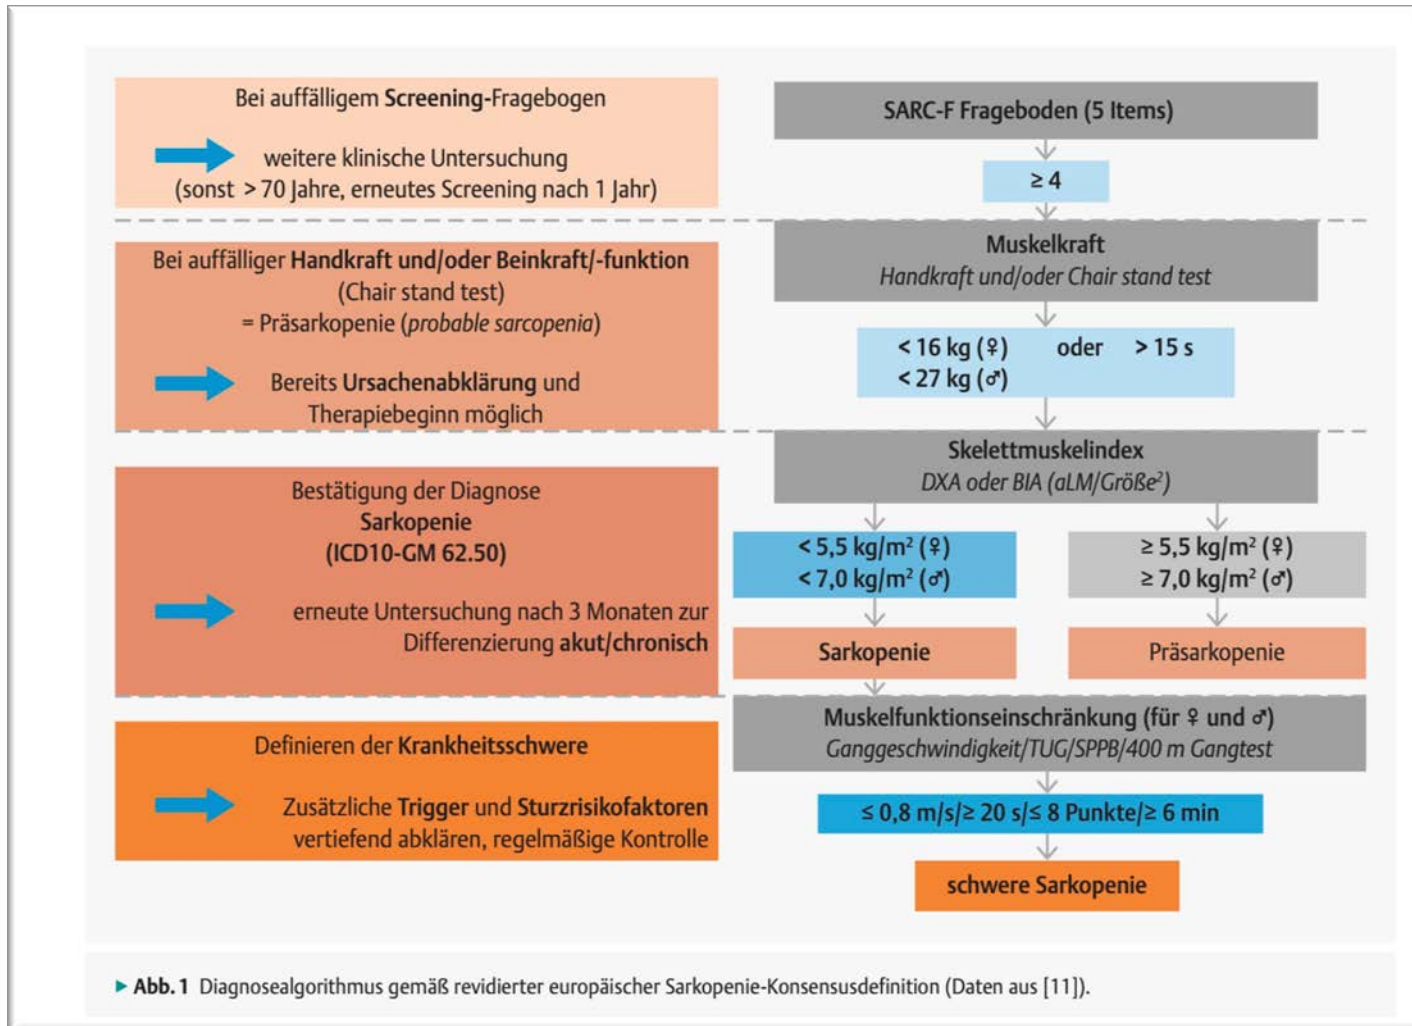 Bei auffälligem Screening-Fragebogen
weitere klinische Untersuchung
(sonst > 70 Jahre, erneutes Screening nach 1 Jahr)
SARC-F Frageboden (5 Items)
≥ 4
Bei auffälliger Handkraft und/oder Beinkraft/-funktion
(Chair stand test)
= Präsarkopenie (probable sarcopenia)
Bereits Ursachenabklärung und
Therapiebeginn möglich
Muskelkraft
Handkraft und/oder Chair stand test
< 16 kg (♀) oder > 15 s
< 27 kg (♂)
Bestätigung der Diagnose
Sarkopenie
(ICD10-GM 62.50)
erneute Untersuchung nach 3 Monaten zur
Differenzierung akut/chronisch
Skelettmuskelindex
DXA oder BIA (aLM/Größe²)
< 5,5 kg/m² (♀)
< 7,0 kg/m² (♂)
≥ 5,5 kg/m² (♀)
≥ 7,0 kg/m² (♂)
Sarkopenie
Präsarkopenie
Definieren der Krankheitsschwere
Zusätzliche Trigger und Sturzrisikofaktoren
vertiefend abklären, regelmäßige Kontrolle
Muskelfunktionseinschränkung (für ♀ und ♂)
Ganggeschwindigkeit/TUG/SPPB/400 m Gangtest
≤ 0,8 m/s/≥ 20 s/≤ 8 Punkte/≥ 6 min
schwere Sarkopenie
▶ Abb. 1 Diagnosealgorithmus gemäß revidierter europäischer Sarkopenie-Konsensusdefinition (Daten aus [11]).